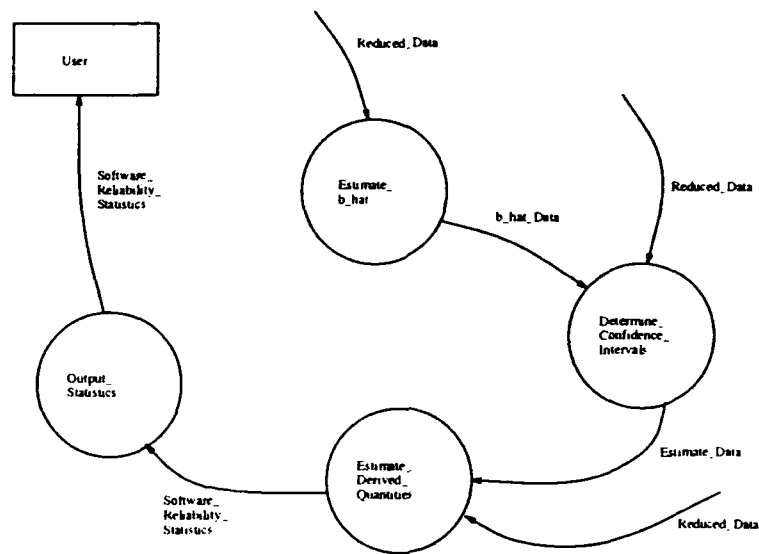 Reduced_Data
User
Software_
Reliability_
Statistics
Estimate_
b_hat
Reduced_Data
b_hat_Data
Determine_
Confidence_
Intervals
Output_
Statistics
Estimate_Data
Estimate_
Derived_
Quantities
Software_
Reliability_
Statistics
Reduced_Data